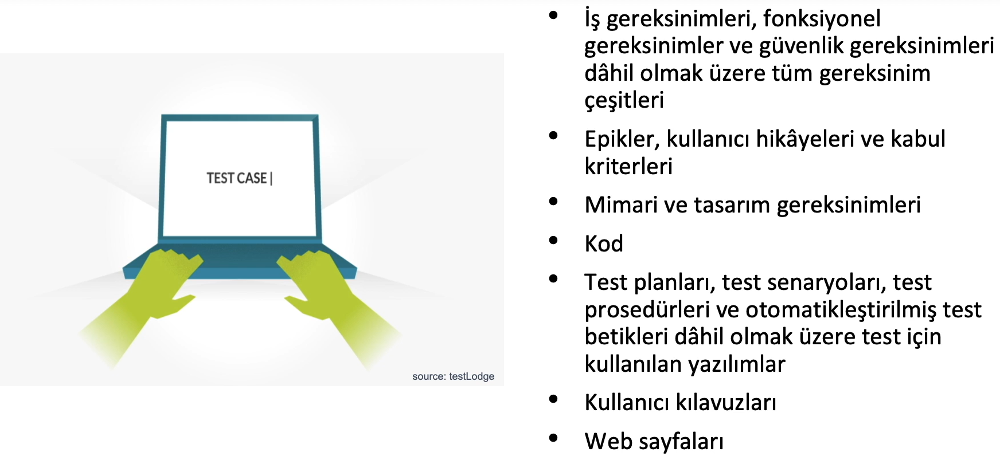 TEST CASE|
source: testLodge
• İş gereksinimleri, fonksiyonel
gereksinimler ve güvenlik gereksinimleri
dâhil olmak üzere tüm gereksinim
çeşitleri
• Epikler, kullanıcı hikâyeleri ve kabul
kriterleri
• Mimari ve tasarım gereksinimleri
• Kod
• Test planları, test senaryoları, test
prosedürleri ve otomatikleştirilmiş test
betikleri dâhil olmak üzere test için
kullanılan yazılımlar
• Kullanıcı kılavuzları
• Web sayfaları